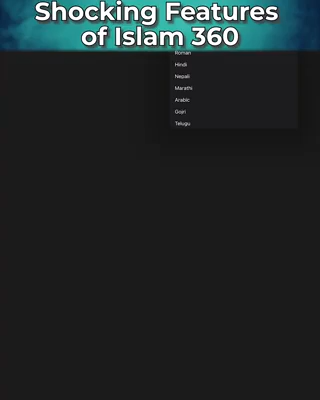 Shocking Features
of Islam 360
Roman
Hindi
Nepali
Marathi
Arabic
Gojri
Telugu